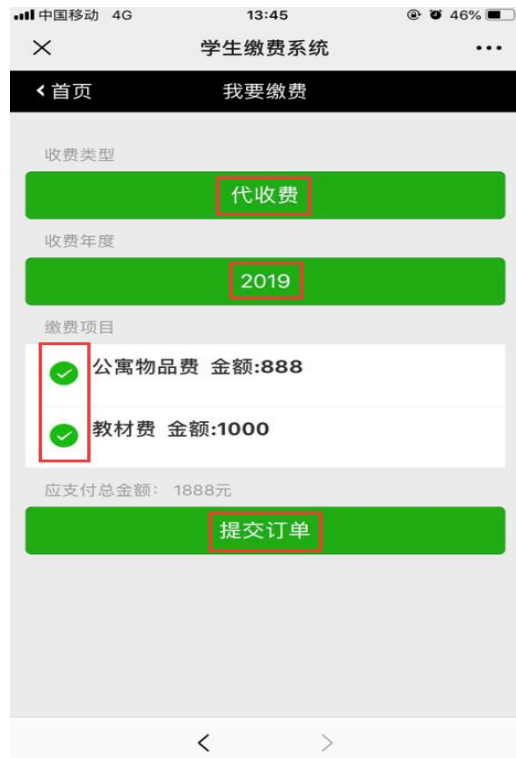 中国移动 4G 13:45 46%
学生缴费系统
首页 我要缴费
收费类型
代收费
收费年度
2019
缴费项目
公寓物品费 金额:888
教材费 金额:1000
应支付总金额: 1888元
提交订单